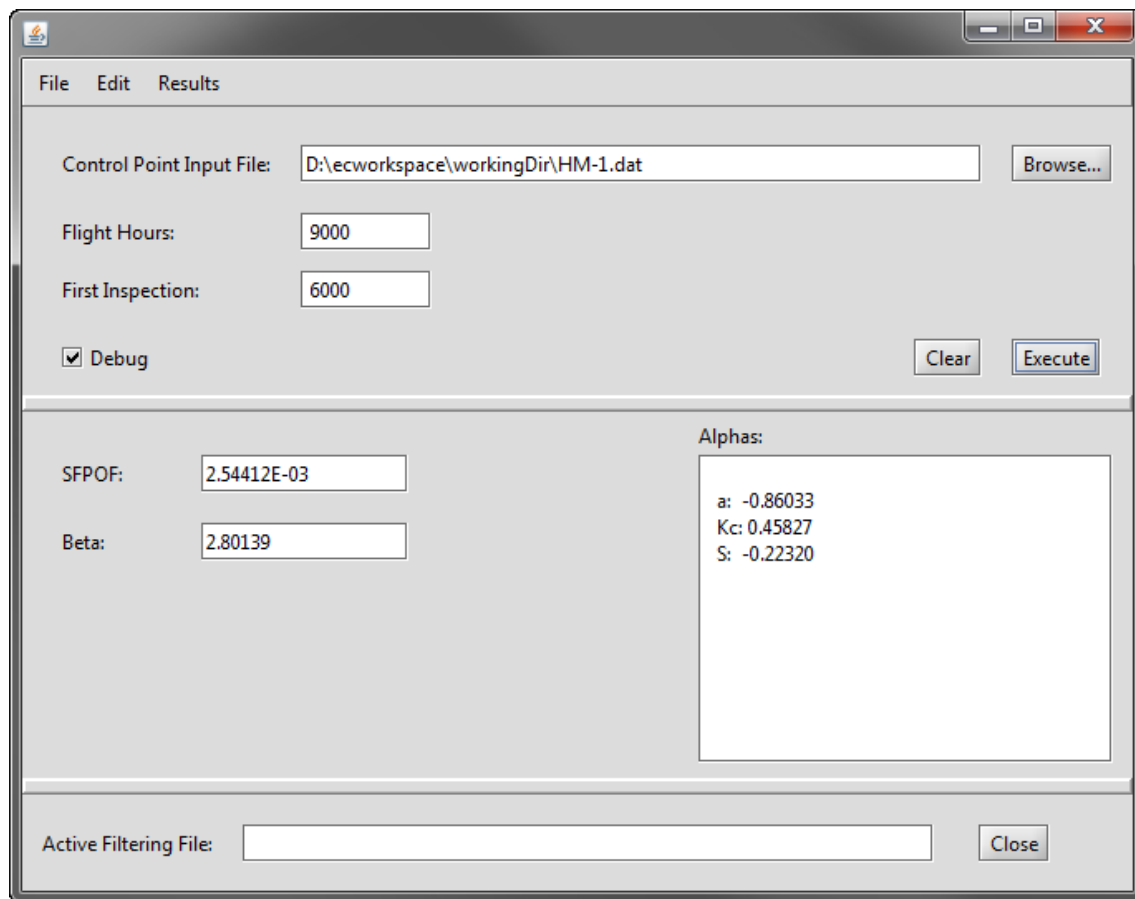 File Edit Results
Control Point Input File: D:\ecworkspace\workingDir\HM-1.dat Browse...
Flight Hours: 9000
First Inspection: 6000
Debug Clear Execute
Alphas:
SFPOF: 2.54412E-03
a: -0.86033
Kc: 0.45827
Beta: 2.80139
S: -0.22320
Active Filtering File: Close